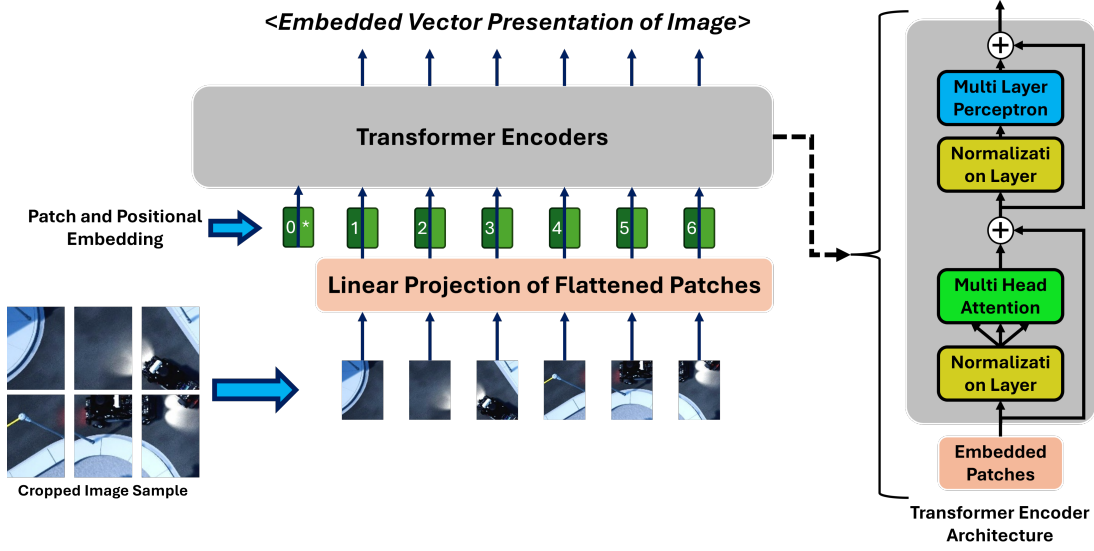 <Embedded Vector Presentation of Image>
Transformer Encoders
Patch and Positional
Embedding
0 * 1 2 3 4 5 6
Linear Projection of Flattened Patches
Cropped Image Sample
+
Multi Layer
Perceptron
Normalizati
on Layer
+
Multi Head
Attention
Normalizati
on Layer
Embedded
Patches
Transformer Encoder
Architecture